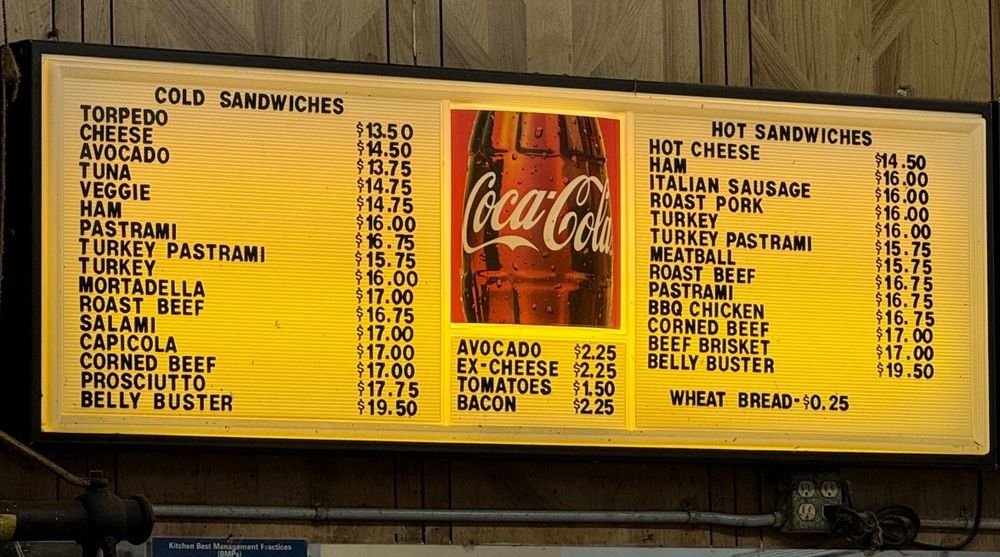 COLD SANDWICHES
TORPEDO $13.50
CHEESE $14.50
AVOCADO $13.75
TUNA $14.75
VEGGIE $14.75
HAM $16.00
PASTRAMI $16.75
TURKEY PASTRAMI $15.75
TURKEY $16.00
MORTADELLA $17.00
ROAST BEEF $16.75
SALAMI $17.00
CAPICOLA $17.00
CORNED BEEF $17.00
PROSCIUTTO $17.75
BELLY BUSTER $19.50
Coca-Cola
AVOCADO $2.25
EX-CHEESE $2.25
TOMATOES $1.50
BACON $2.25
HOT SANDWICHES
HOT CHEESE $14.50
HAM $16.00
ITALIAN SAUSAGE $16.00
ROAST PORK $16.00
TURKEY $16.00
TURKEY PASTRAMI $15.75
MEATBALL $15.75
ROAST BEEF $16.75
PASTRAMI $16.75
BBQ CHICKEN $16.75
CORNED BEEF $17.00
BEEF BRISKET $17.00
BELLY BUSTER $19.50
WHEAT BREAD-$0.25
Kitchen Best Management Practices
(BMPs)